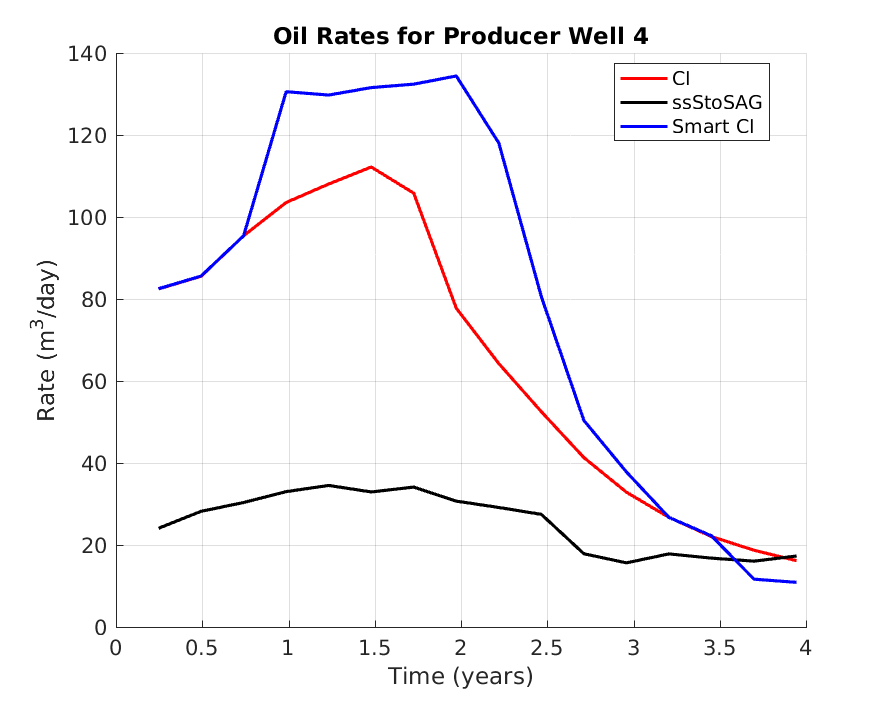 Oil Rates for Producer Well 4
140
120
100
80
60
40
20
0
Rate (m³/day)
CI
ssStoSAG
Smart CI
0 0.5 1 1.5 2 2.5 3 3.5 4
Time (years)